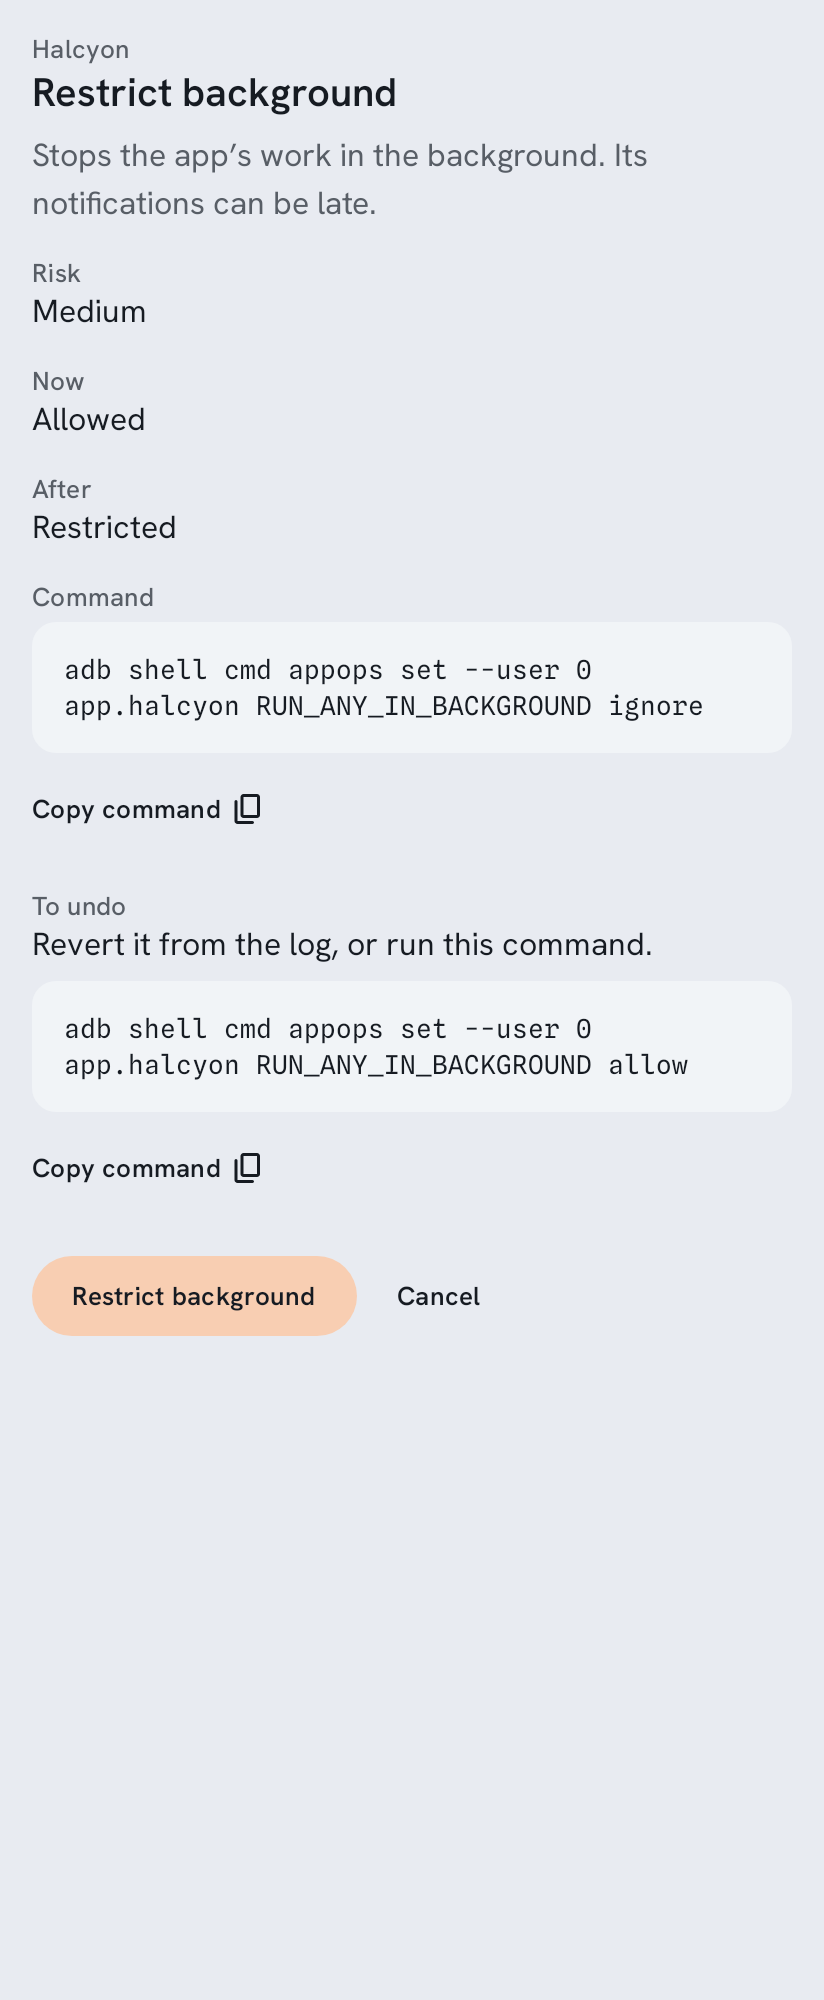 Halcyon
Restrict background
Stops the app’s work in the background. Its
notifications can be late.
Risk
Medium
Now
Allowed
After
Restricted
Command
adb shell cmd appops set --user 0
app.halcyon RUN_ANY_IN_BACKGROUND ignore
Copy command
To undo
Revert it from the log, or run this command.
adb shell cmd appops set --user 0
app.halcyon RUN_ANY_IN_BACKGROUND allow
Copy command
Restrict background
Cancel